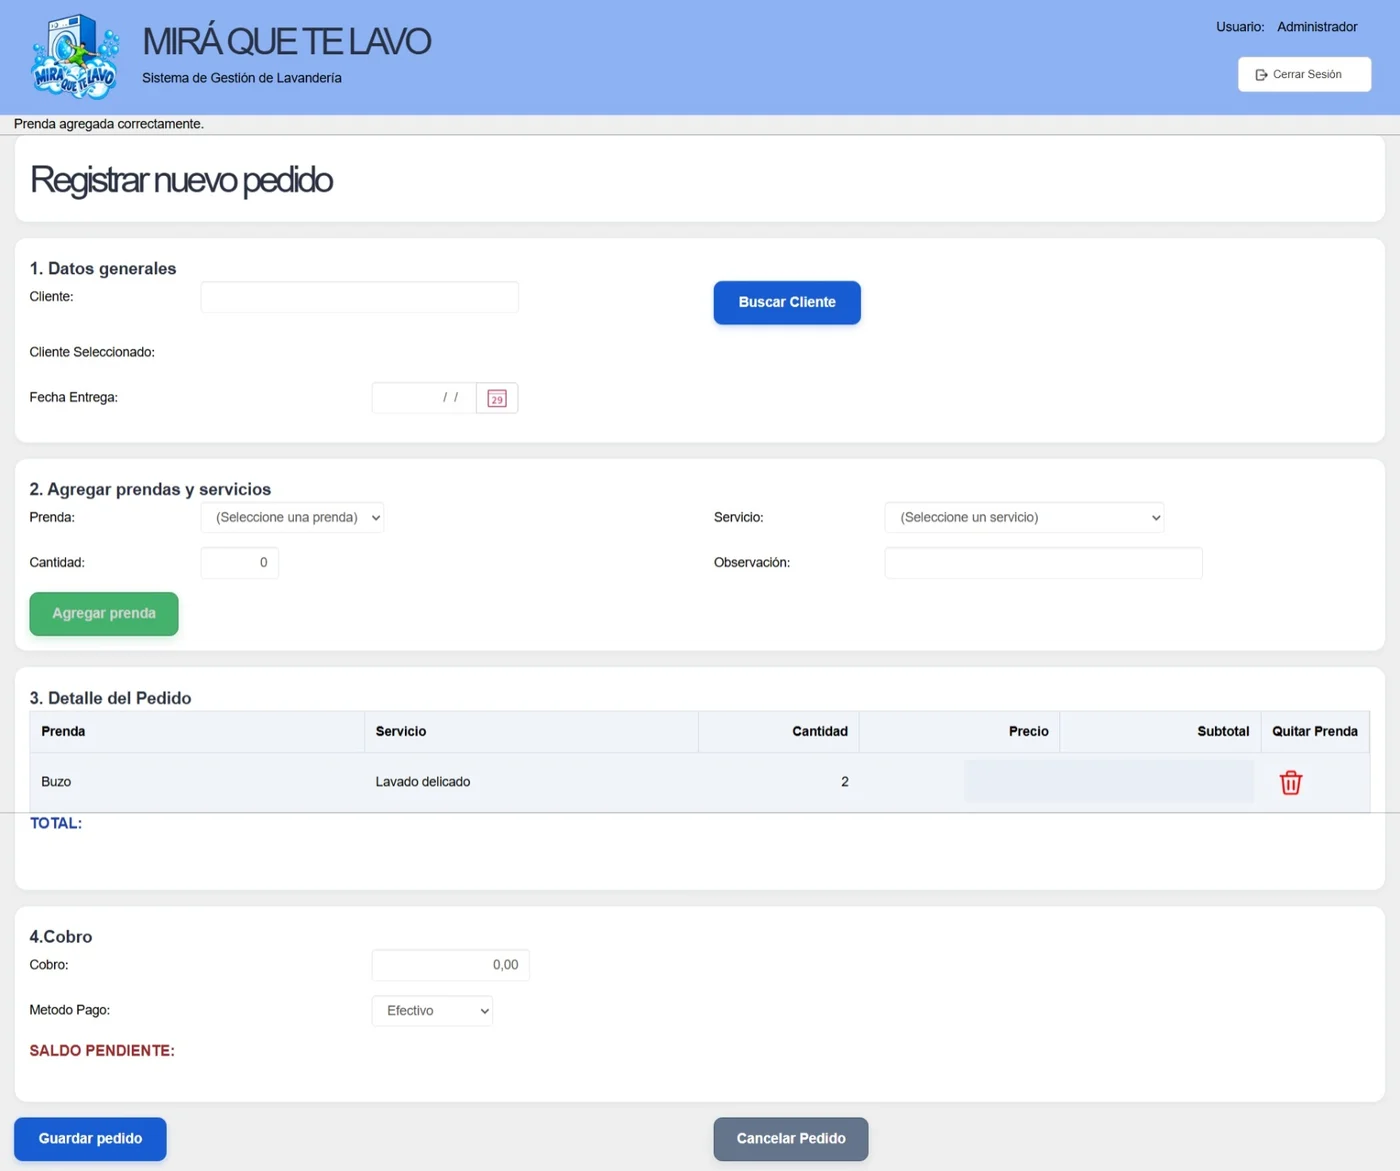 MIRÁ QUE TE LAVO
MIRÁ QUE TE LAVO
Sistema de Gestión de Lavandería
Usuario: Administrador
Cerrar Sesión
Prenda agregada correctamente.
Registrar nuevo pedido
1. Datos generales
Cliente:
Buscar Cliente
Cliente Seleccionado:
Fecha Entrega: / / 29
2. Agregar prendas y servicios
Prenda: (Seleccione una prenda) Servicio: (Seleccione un servicio)
Cantidad: 0 Observación:
Agregar prenda
3. Detalle del Pedido
Prenda Servicio Cantidad Precio Subtotal Quitar Prenda
Buzo Lavado delicado 2
TOTAL:
4.Cobro
Cobro: 0,00
Metodo Pago: Efectivo
SALDO PENDIENTE:
Guardar pedido Cancelar Pedido